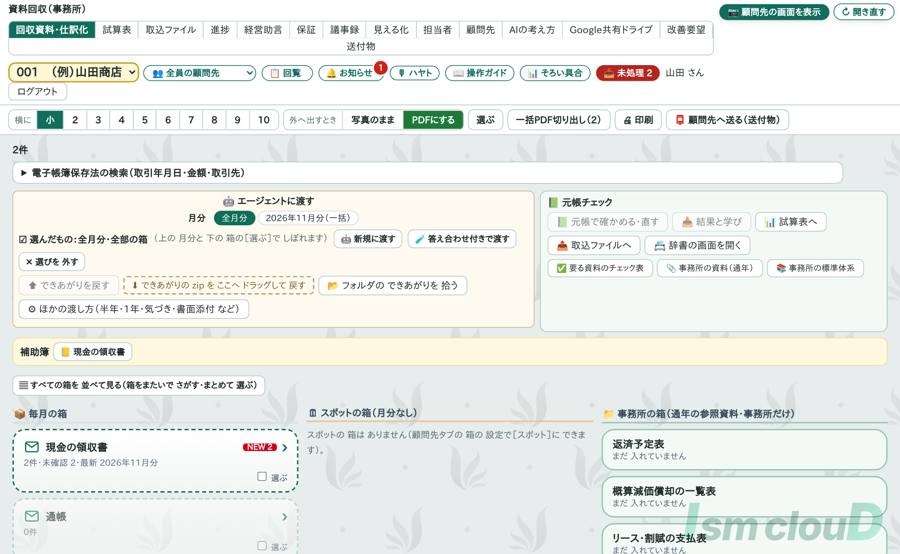 資料回収(事務所)
📷 顧問先の画面を表示
↻ 開き直す
回収資料・仕訳化 試算表 取込ファイル 進捗 経営助言 保証 議事録 見える化 担当者 顧問先 AIの考え方 Google共有ドライブ 改善要望
送付物
001 (例)山田商店 👥 全員の顧問先 📋 回覧 🔔 お知らせ 1 🎙 ハヤト 📖 操作ガイド 📊 そろい具合 📥 未処理 2 山田 さん
ログアウト
横に 小 2 3 4 5 6 7 8 9 10 外へ出すとき 写真のまま PDFにする 選ぶ 一括PDF切り出し(2) 🖨 印刷 📮 顧問先へ送る(送付物)
2件
▶ 電子帳簿保存法の検索(取引年月日・金額・取引先)
🤖 エージェントに渡す
月分 全月分 2026年11月分(一括)
☑ 選んだもの:全月分・全部の箱 (上の 月分と 下の 箱の[選ぶ]で しぼれます) 🤖 新規に渡す 🧪 答え合わせ付きで渡す
✕ 選びを 外す
⬆ できあがりを戻す ⬇ できあがりの zip を ここへ ドラッグして 戻す 📂 フォルダの できあがりを 拾う
⚙ ほかの渡し方(半年・1年・気づき・書面添付 など)
📗 元帳チェック
📗 元帳で確かめる・直す 📥 結果と学び 📊 試算表へ
📤 取込ファイルへ 📇 辞書の画面を開く
✅ 要る資料のチェック表 📎 事務所の資料(通年) 📚 事務所の標準体系
補助簿 📒 現金の領収書
☰ すべての箱を 並べて見る(箱をまたいで さがす・まとめて 選ぶ)
📦 毎月の箱
現金の領収書 NEW 2 ›
2件・未確認 2・最新 2026年11月分
選ぶ
通帳 ›
0件
選ぶ
🗓 スポットの箱(月分なし)
スポットの 箱は ありません(顧問先タブの 箱の 設定で[スポット]に できま
す)。
📁 事務所の箱(通年の参照資料・事務所だけ)
返済予定表
まだ 入れていません
概算減価償却の一覧表
まだ 入れていません
リース・割賦の支払表
まだ 入れていません
Ism clouD